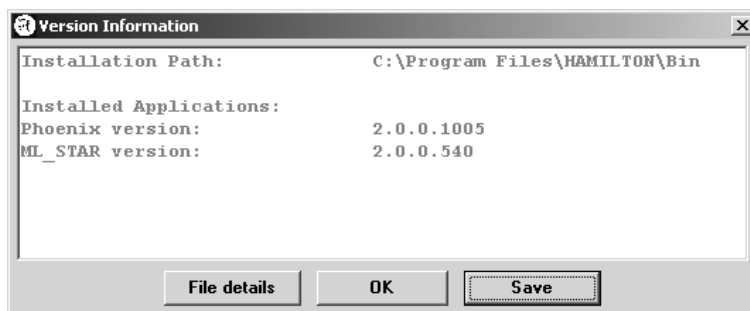 Version Information
Installation Path: C:\Program Files\HAMILTON\Bin
Installed Applications:
Phoenix version: 2.0.0.1005
ML_STAR version: 2.0.0.540
File details OK Save